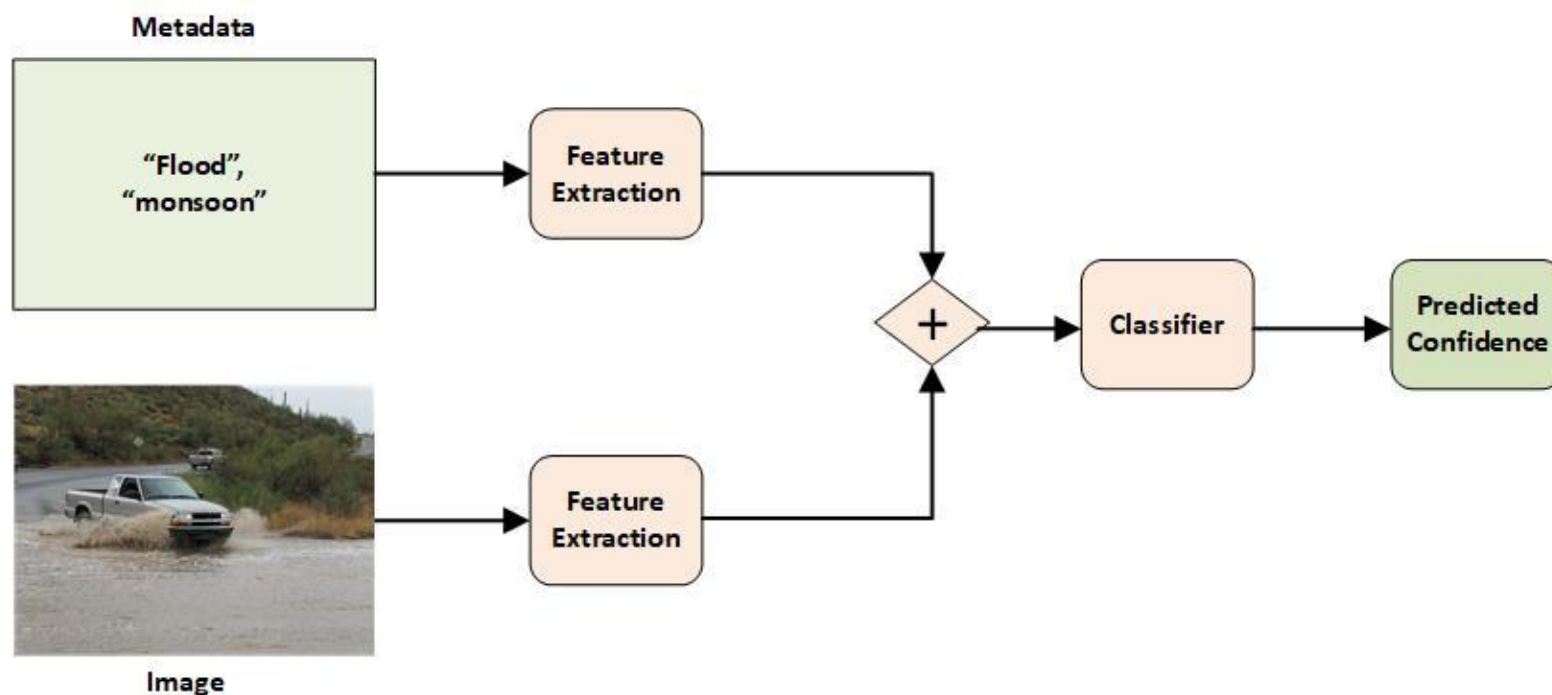 Metadata
“Flood”,
“monsoon”
Feature
Extraction
+
Classifier
Predicted
Confidence
Feature
Extraction
Image